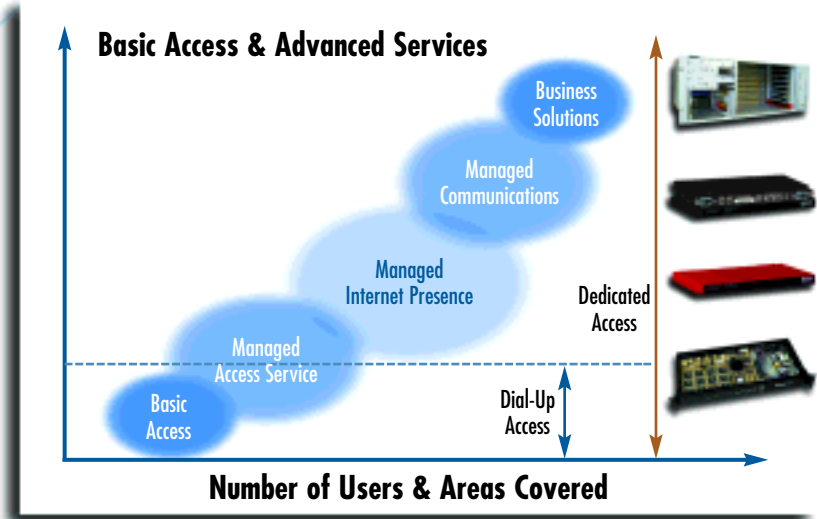 Basic Access & Advanced Services
Business
Solutions
Managed
Communications
Managed
Internet Presence
Dedicated
Access
Managed
Access Service
Dial-Up
Access
Basic
Access
Number of Users & Areas Covered